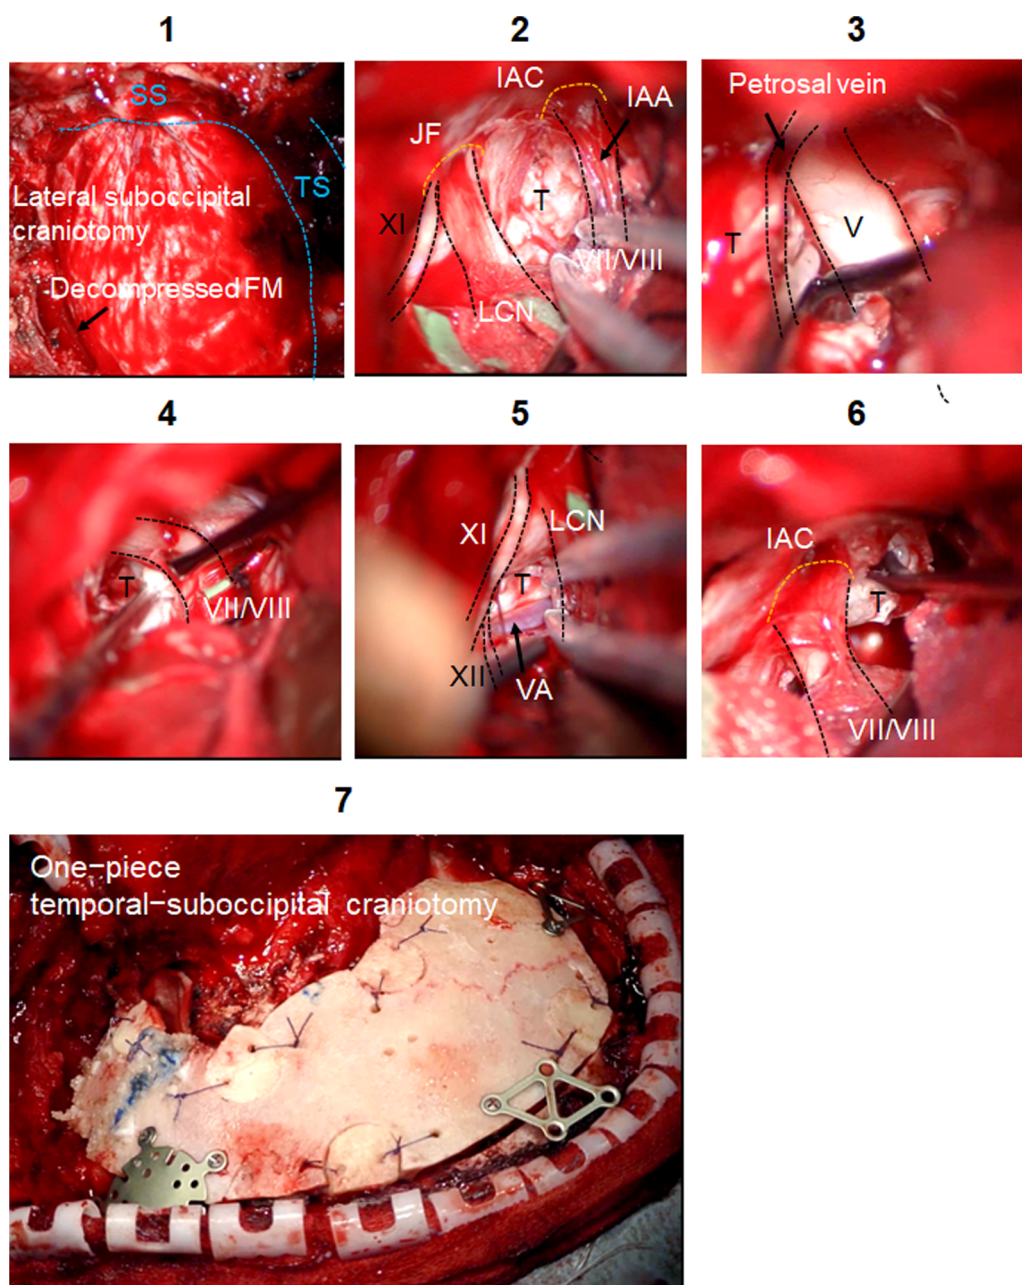 1
2
3
SS
TS
Lateral suboccipital
craniotomy
Decompressed FM
IAC
IAA
JF
XI
T
VII/VIII
LCN
Petrosal vein
T
V
4
5
6
T
VII/VIII
XI
LCN
T
XII
VA
IAC
T
VII/VIII
7
One-piece
temporal-suboccipital craniotomy